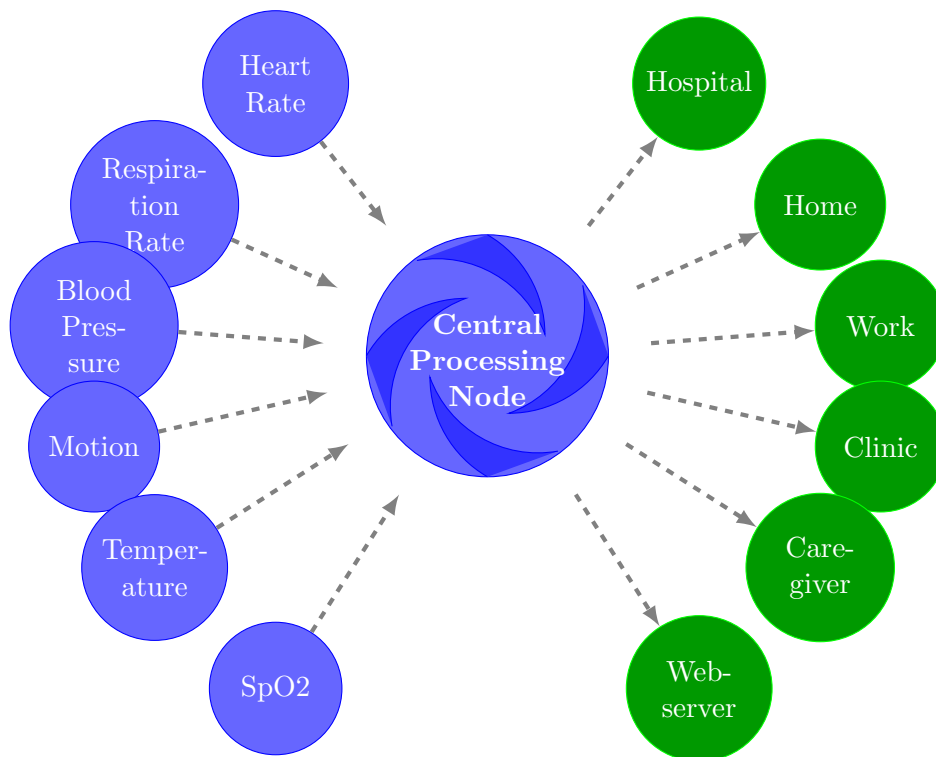 Heart
Rate
Respira-
tion
Rate
Blood
Pres-
sure
Motion
Temper-
ature
SpO2
Central
Processing
Node
Hospital
Home
Work
Clinic
Care-
giver
Web-
server